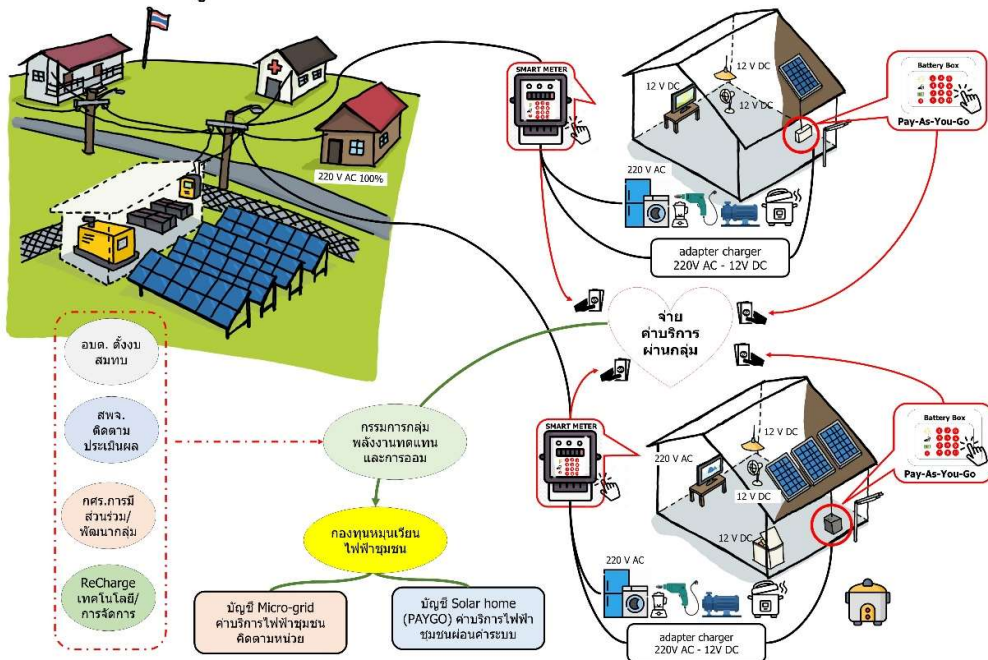 220 V AC 100%
SMART METER
12 V DC
12 V DC
12 V DC
Battery Box
Pay-As-You-Go
220 V AC
adapter charger
220V AC - 12V DC
จ่าย
ค่าบริการ
ผ่านกลุ่ม
อบต. ตั้งงบ
สมทบ
สพจ.
ติดตาม
ประเมินผล
กศร.การมี
ส่วนร่วม/
พัฒนากลุ่ม
ReCharge
เทคโนโลยี/
การจัดการ
กรรมการกลุ่ม
พลังงานทดแทน
และการออม
กองทุนหมุนเวียน
ไฟฟ้าชุมชน
บัญชี Micro-grid
ค่าบริการไฟฟ้าชุมชน
คิดตามหน่วย
บัญชี Solar home
(PAYGO) ค่าบริการไฟฟ้า
ชุมชนผ่อนค่าระบบ
SMART METER
220 V AC
12 V DC
12 V DC
12 V DC
Battery Box
Pay-As-You-Go
220 V AC
adapter charger
220V AC - 12V DC